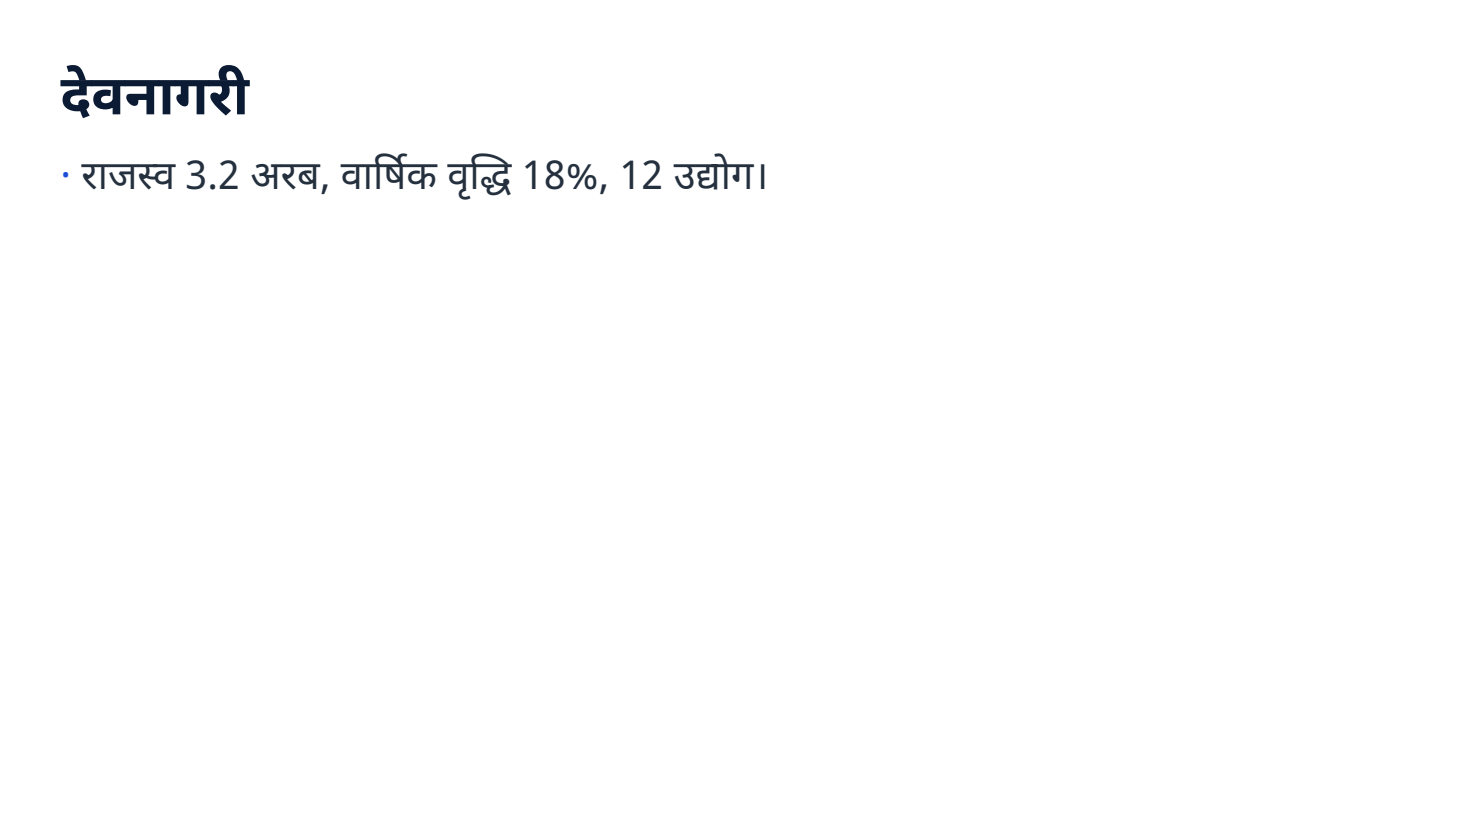 देवनागरी
· राजस्व 3.2 अरब, वार्षिक वृद्धि 18%, 12 उद्योग।